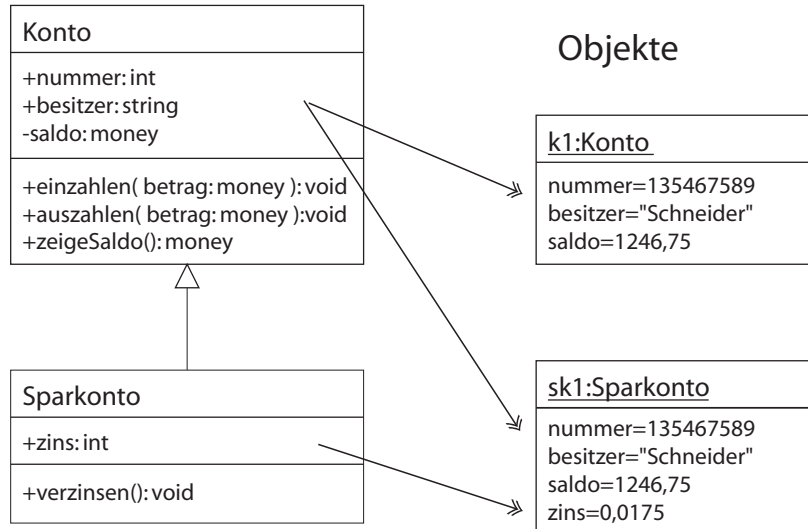 Konto
+nummer: int
+besitzer: string
-saldo: money
+einzahlen( betrag: money ): void
+auszahlen( betrag: money ):void
+zeigeSaldo(): money
Sparkonto
+zins: int
+verzinsen(): void
Objekte
k1:Konto
nummer=135467589
besitzer="Schneider"
saldo=1246,75
sk1:Sparkonto
nummer=135467589
besitzer="Schneider"
saldo=1246,75
zins=0,0175